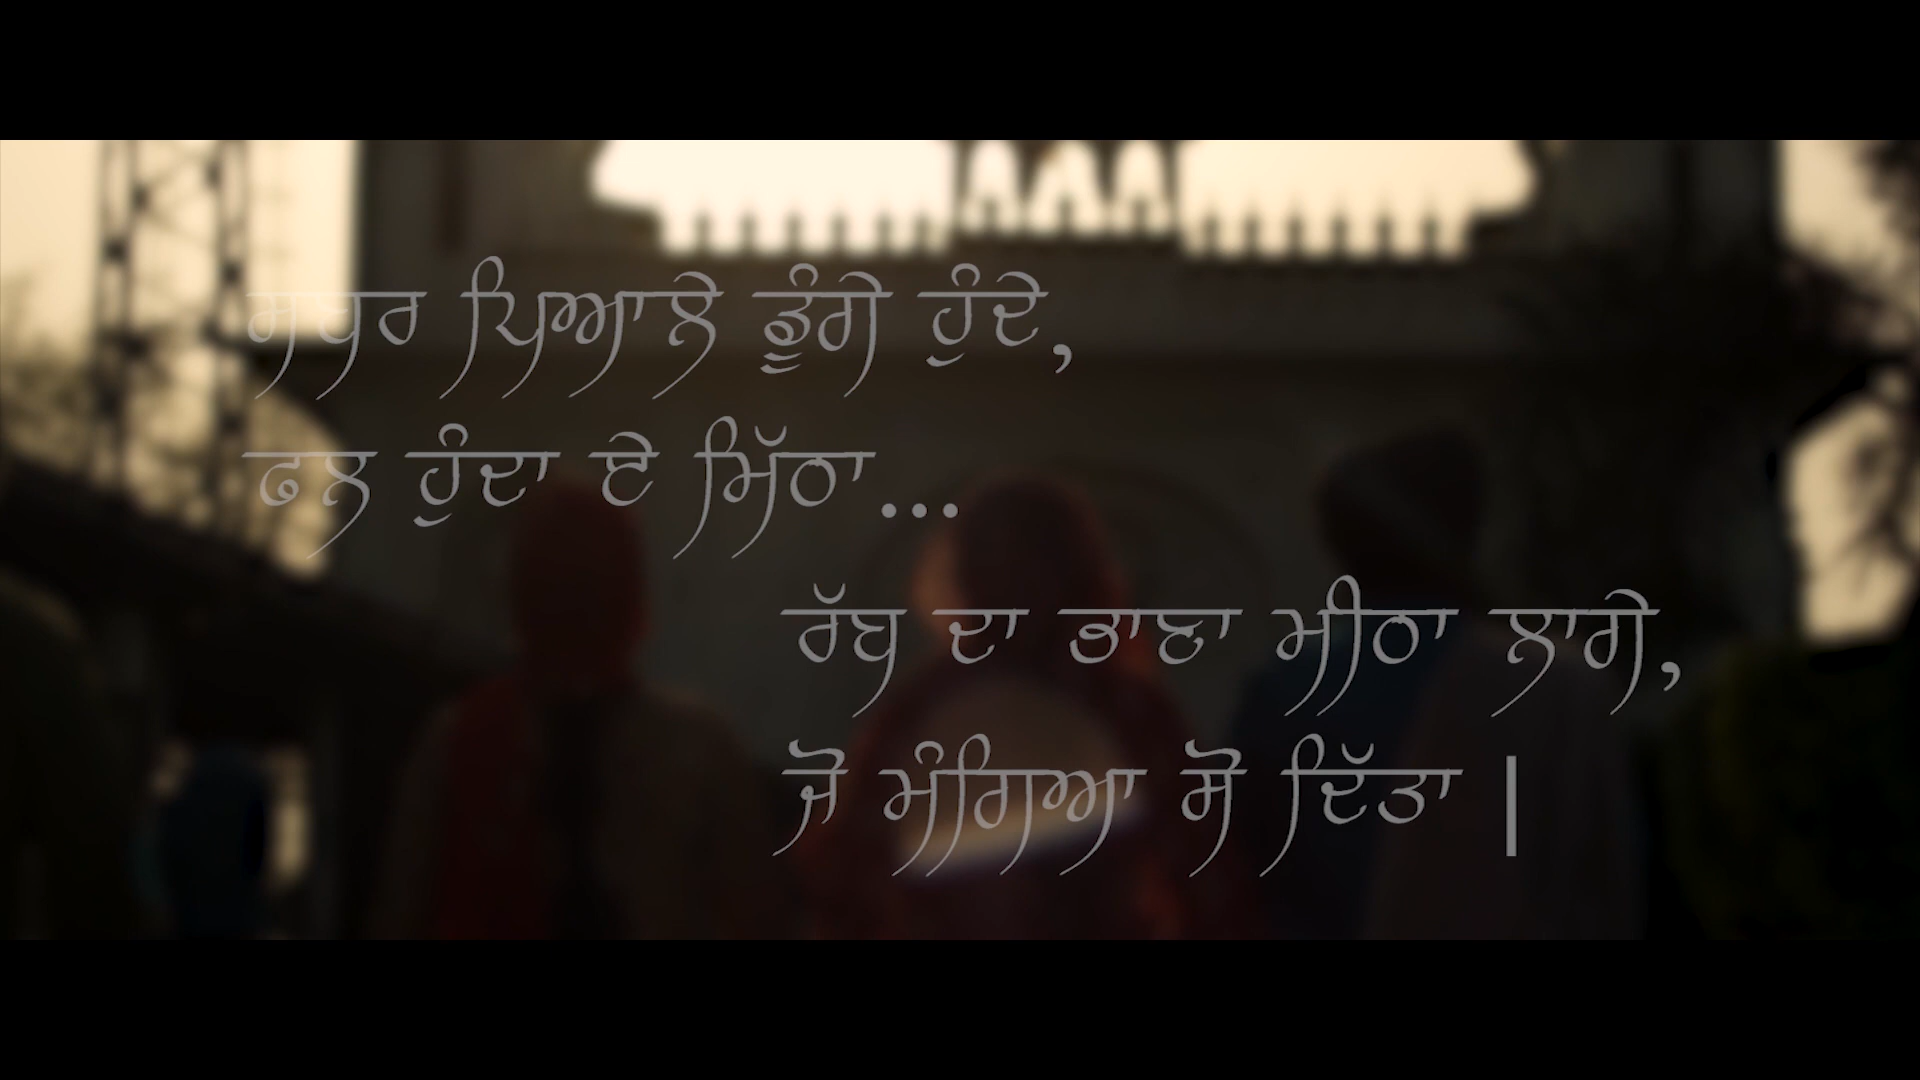 ਸਬਰ ਪਿਆਲੇ ਡੂੰਗੇ ਹੁੰਦੇ,
ਫਲ ਹੁੰਦਾ ਏ ਮਿੱਠਾ...
ਰੱਬ ਦਾ ਭਾਣਾ ਮੀਠਾ ਲਾਗੇ,
ਜੋ ਮੰਗਿਆ ਸੋ ਦਿੱਤਾ |